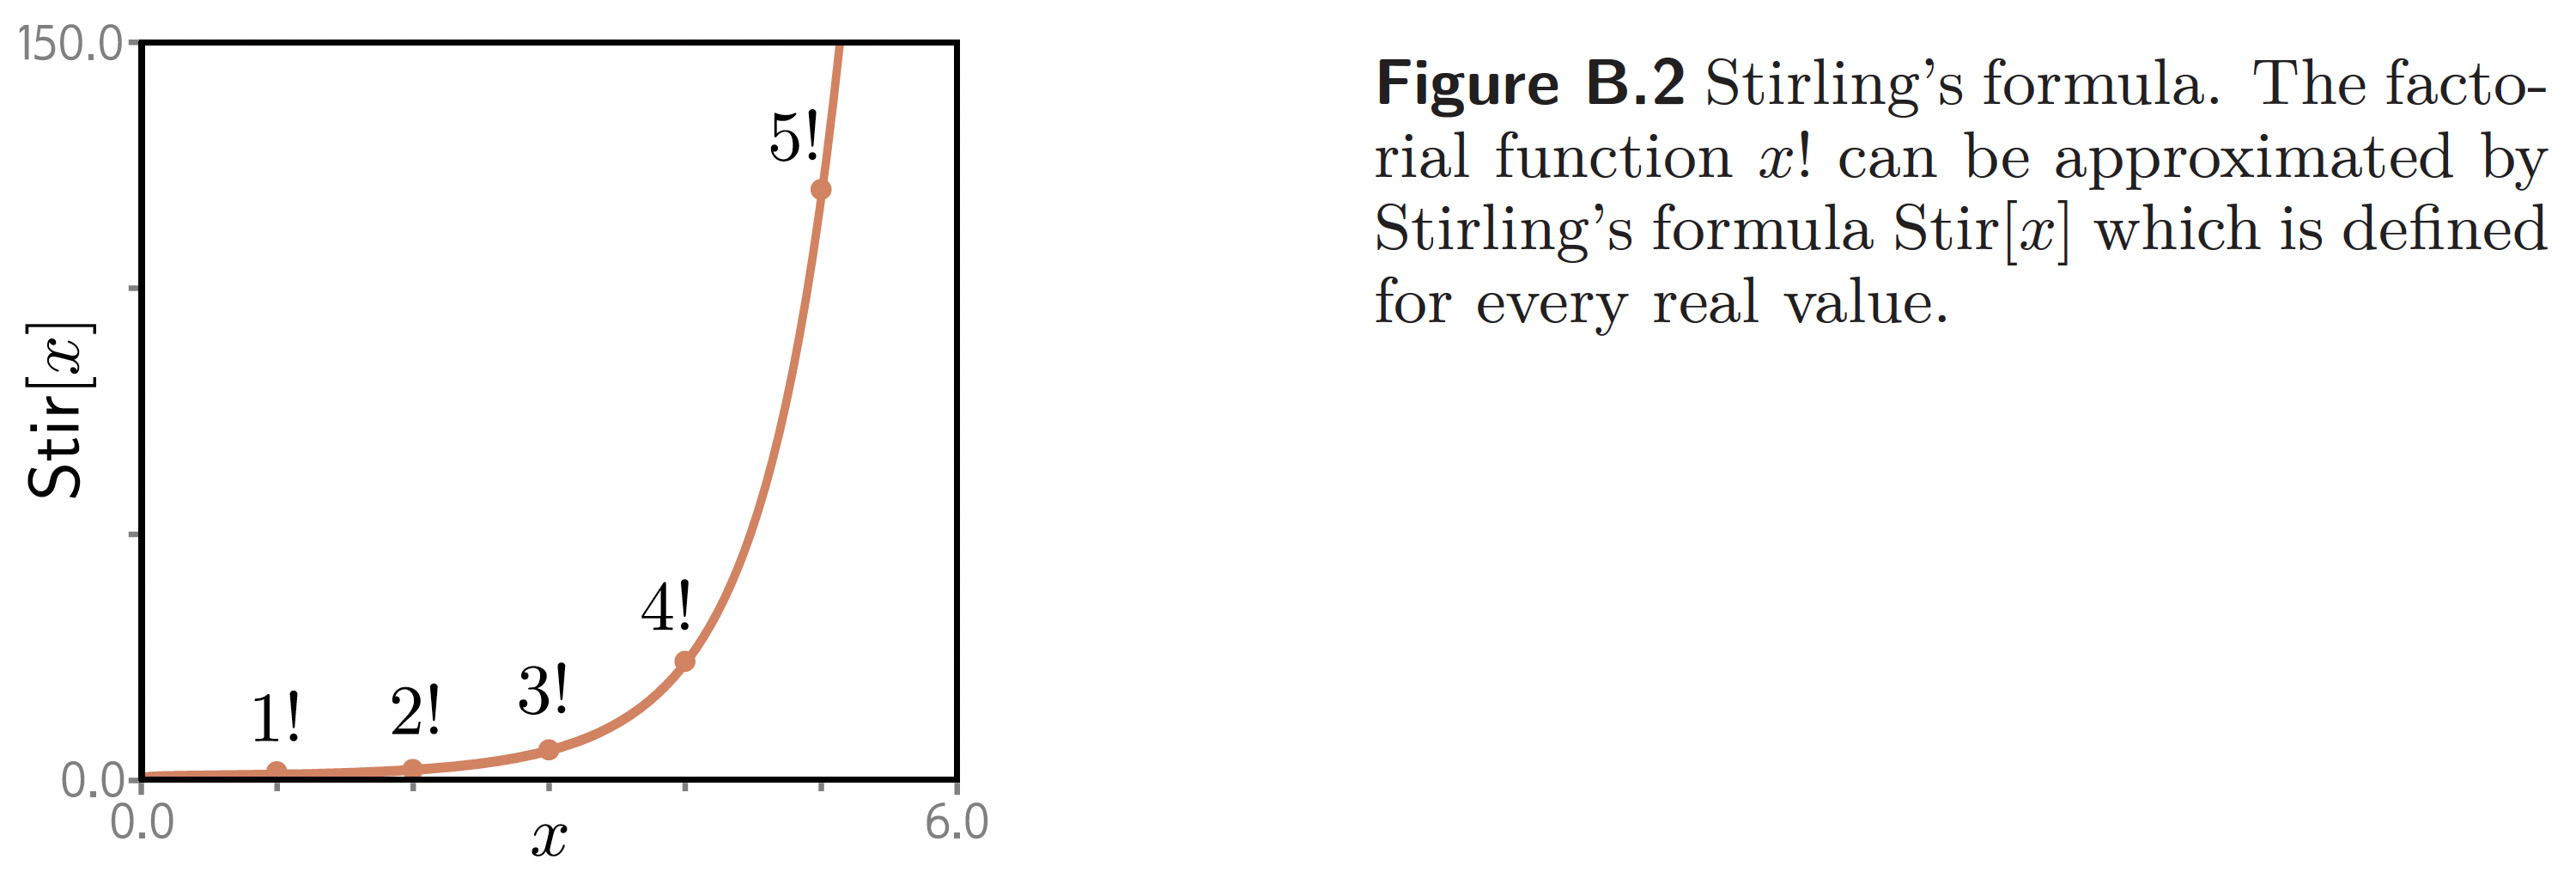 150.0
5!
Stir[x]
4!
3!
2!
1!
0.0
0.0
x
6.0
Figure B.2 Stirling’s formula. The facto-
rial function x! can be approximated by
Stirling’s formula Stir[x] which is defined
for every real value.